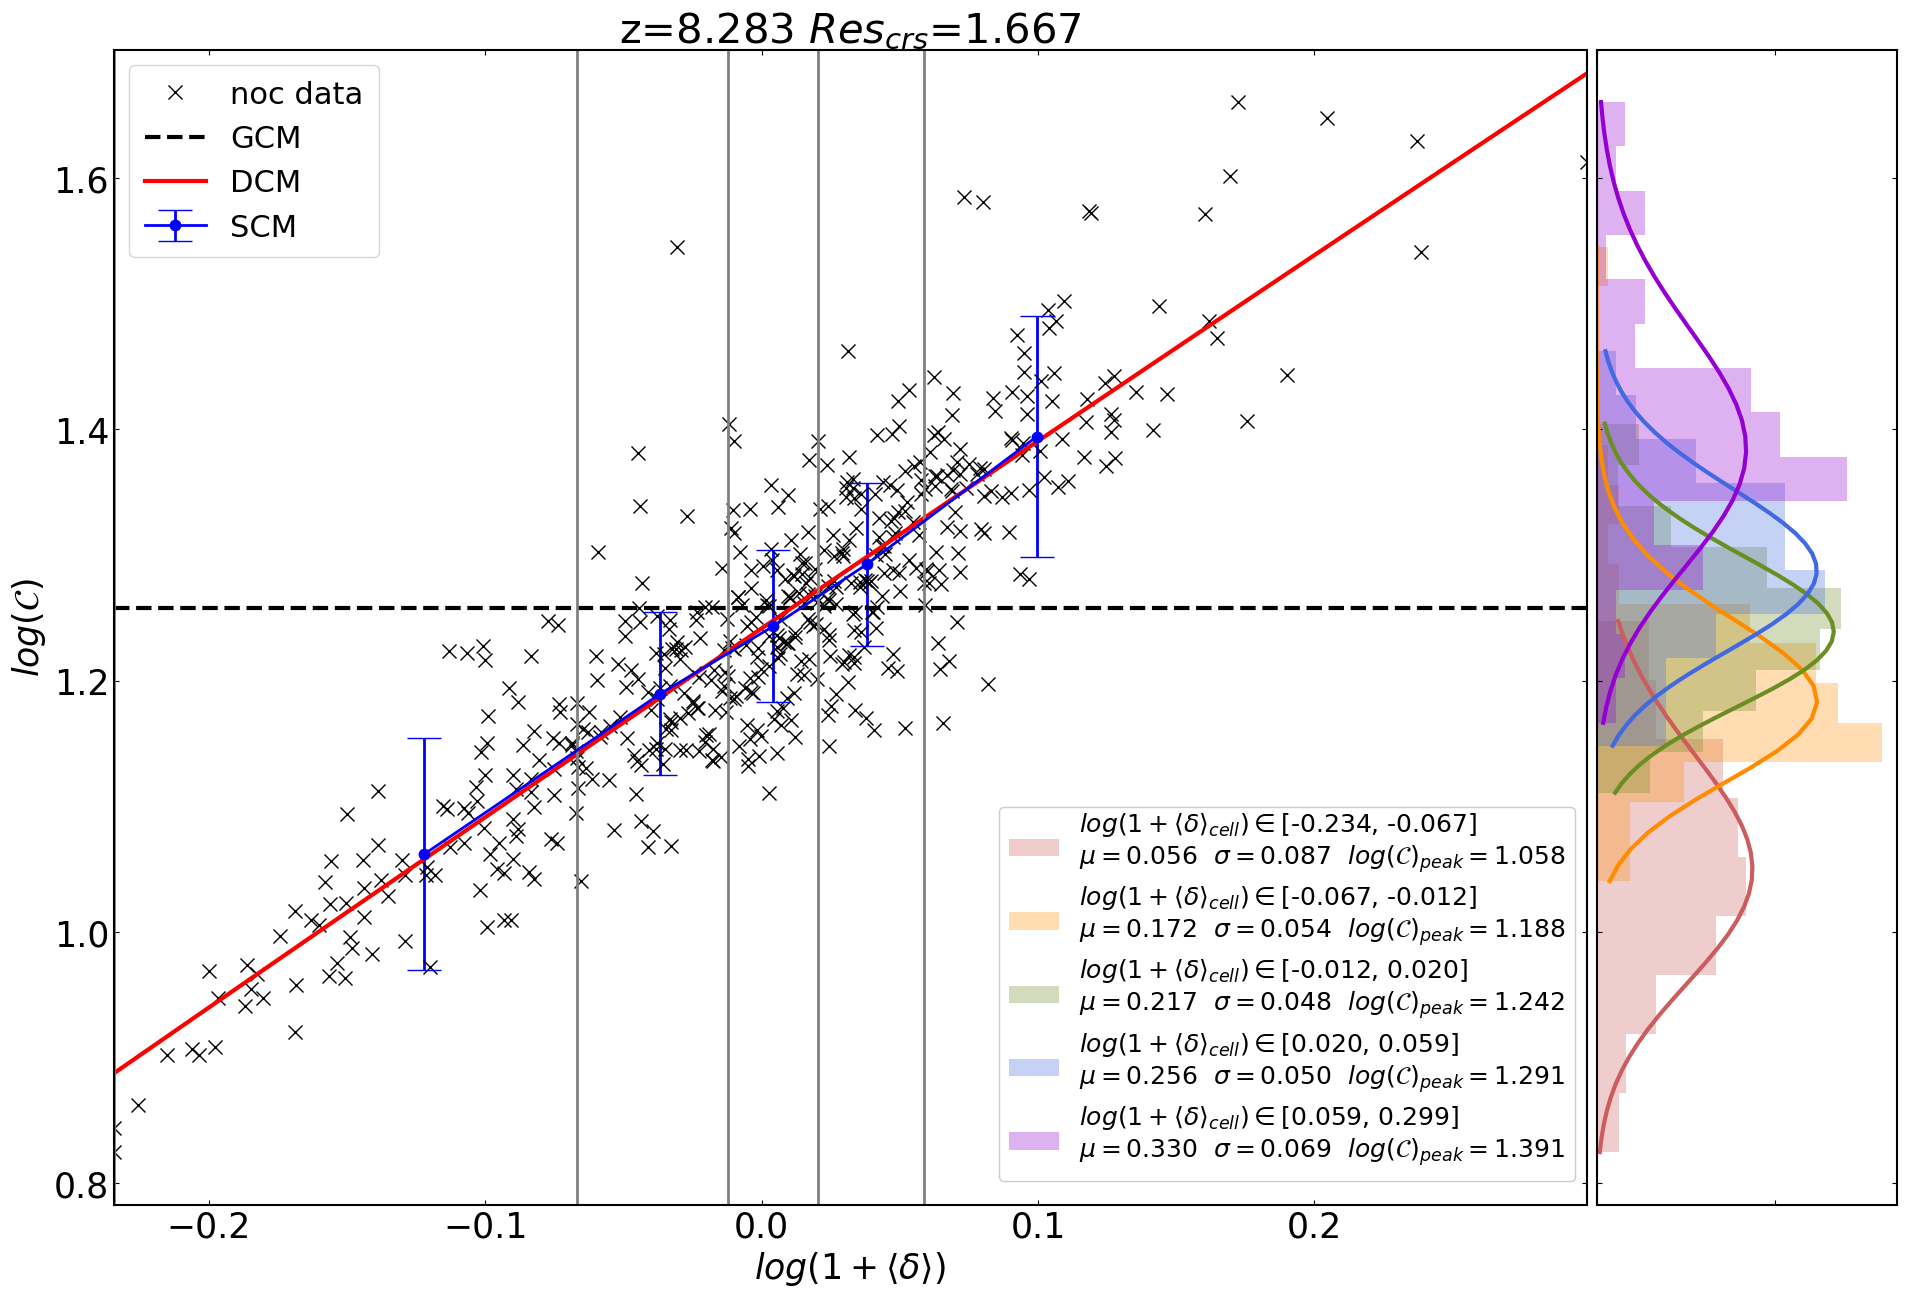 z=8.283 Res_crs=1.667
noc data
GCM
DCM
SCM
log(𝒞)
1.6
1.4
1.2
1.0
0.8
−0.2
−0.1
0.0
0.1
0.2
log(1 + ⟨δ⟩)
log(1 + ⟨δ⟩_cell) ∈ [-0.234, -0.067]
μ = 0.056 σ = 0.087 log(𝒞)_peak = 1.058
log(1 + ⟨δ⟩_cell) ∈ [-0.067, -0.012]
μ = 0.172 σ = 0.054 log(𝒞)_peak = 1.188
log(1 + ⟨δ⟩_cell) ∈ [-0.012, 0.020]
μ = 0.217 σ = 0.048 log(𝒞)_peak = 1.242
log(1 + ⟨δ⟩_cell) ∈ [0.020, 0.059]
μ = 0.256 σ = 0.050 log(𝒞)_peak = 1.291
log(1 + ⟨δ⟩_cell) ∈ [0.059, 0.299]
μ = 0.330 σ = 0.069 log(𝒞)_peak = 1.391